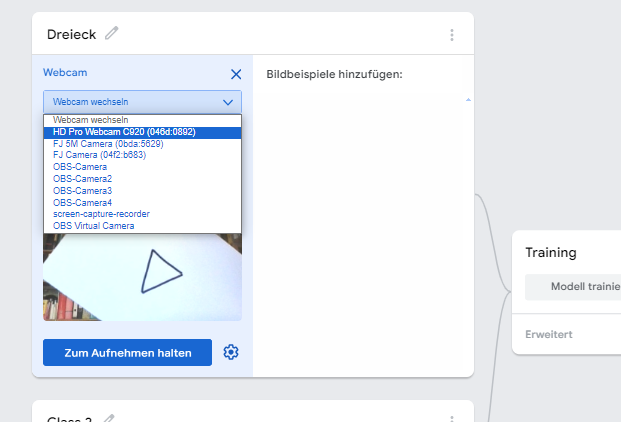 Dreieck
Webcam
Bildbeispiele hinzufügen:
Webcam wechseln
Webcam wechseln
HD Pro Webcam C920 (046d:0892)
FJ 5M Camera (0bda:5629)
FJ Camera (04f2:b683)
OBS-Camera
OBS-Camera2
OBS-Camera3
OBS-Camera4
screen-capture-recorder
OBS Virtual Camera
Zum Aufnehmen halten
Training
Modell trainie
Erweitert
Class 2